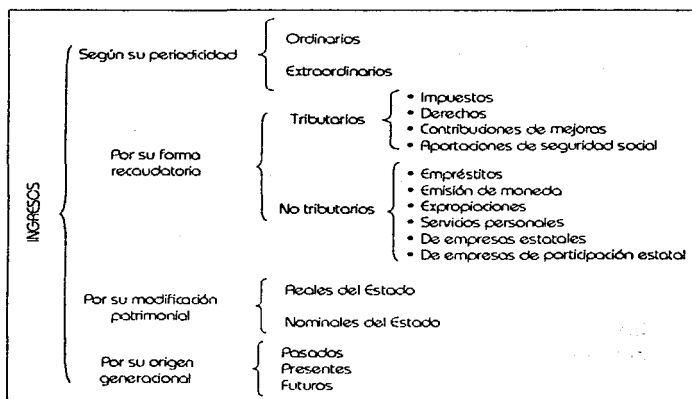 INGRESOS
Según su periodicidad
Ordinarios
Extraordinarios
Por su forma
recaudatoria
Tributarios
• Impuestos
• Derechos
• Contribuciones de mejoras
• Aportaciones de seguridad social
No tributarios
• Empréstitos
• Emisión de moneda
• Expropiaciones
• Servicios personales
• De empresas estatales
• De empresas de participación estatal
Por su modificación
patrimonial
Reales del Estado
Nominales del Estado
Por su origen
generacional
Pasados
Presentes
Futuros